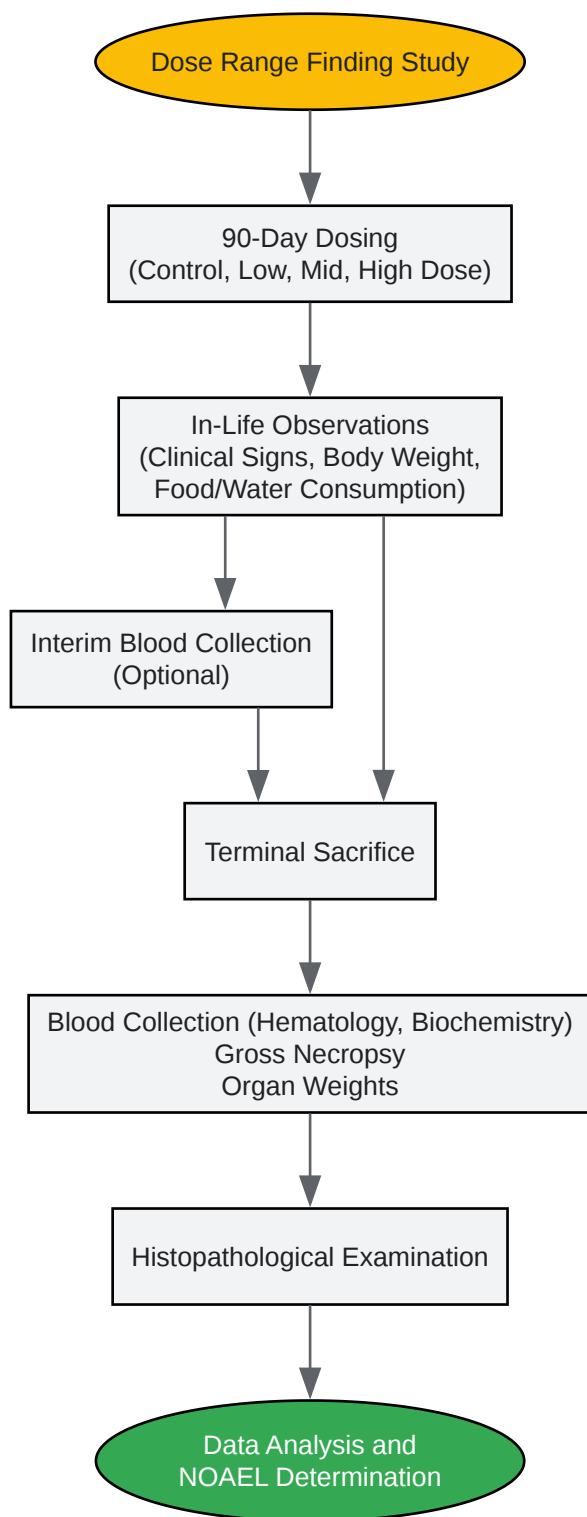 Dose Range Finding Study
90-Day Dosing
(Control, Low, Mid, High Dose)
In-Life Observations
(Clinical Signs, Body Weight,
Food/Water Consumption)
Interim Blood Collection
(Optional)
Terminal Sacrifice
Blood Collection (Hematology, Biochemistry)
Gross Necropsy
Organ Weights
Histopathological Examination
Data Analysis and
NOAEL Determination